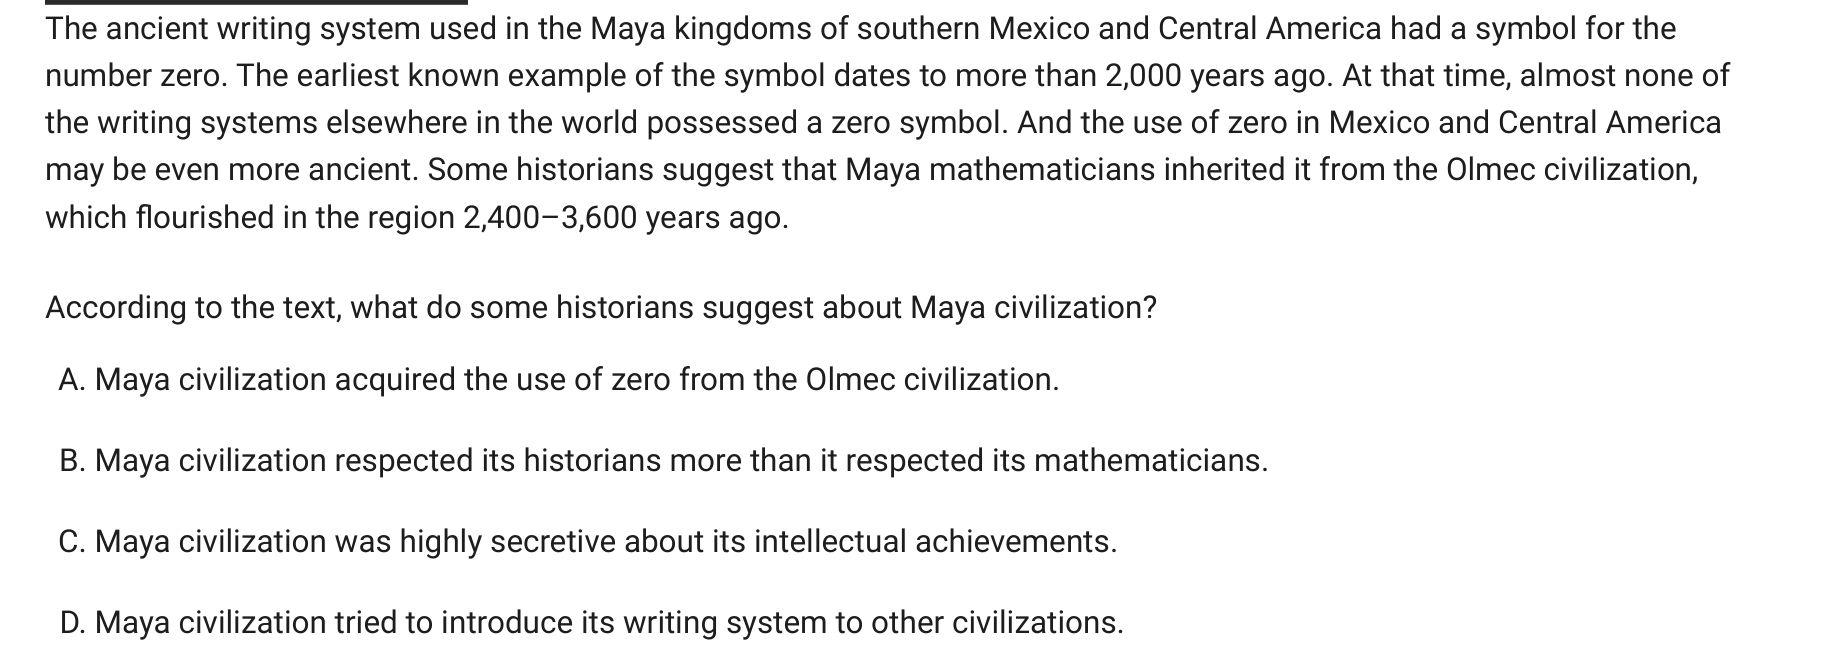 The ancient writing system used in the Maya kingdoms of southern Mexico and Central America had a symbol for the
number zero. The earliest known example of the symbol dates to more than 2,000 years ago. At that time, almost none of
the writing systems elsewhere in the world possessed a zero symbol. And the use of zero in Mexico and Central America
may be even more ancient. Some historians suggest that Maya mathematicians inherited it from the Olmec civilization,
which flourished in the region 2,400–3,600 years ago.
According to the text, what do some historians suggest about Maya civilization?
A. Maya civilization acquired the use of zero from the Olmec civilization.
B. Maya civilization respected its historians more than it respected its mathematicians.
C. Maya civilization was highly secretive about its intellectual achievements.
D. Maya civilization tried to introduce its writing system to other civilizations.